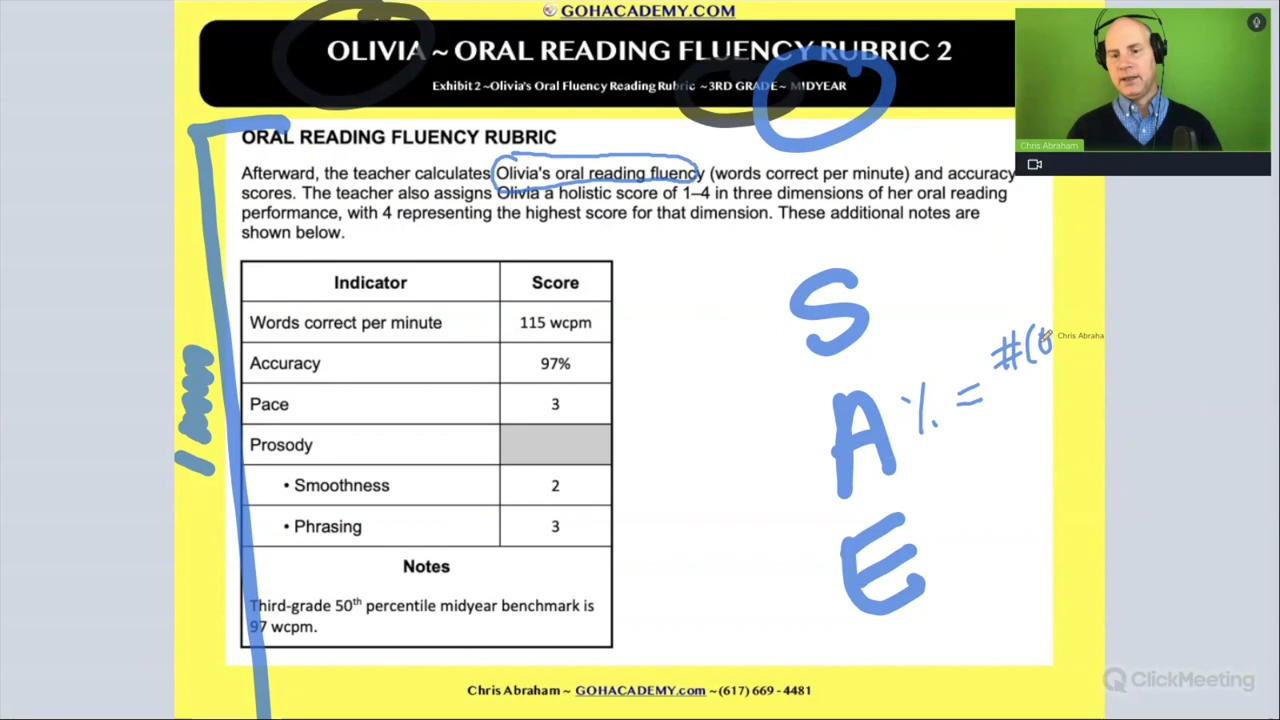 GOHACADEMY.COM
OLIVIA ~ ORAL READING FLUENCY RUBRIC 2
Exhibit 2 ~Olivia's Oral Fluency Reading Rubric ~3RD GRADE~ MIDYEAR
Chris Abraham
ORAL READING FLUENCY RUBRIC
Afterward, the teacher calculates Olivia's oral reading fluency (words correct per minute) and accuracy
scores. The teacher also assigns Olivia a holistic score of 1–4 in three dimensions of her oral reading
performance, with 4 representing the highest score for that dimension. These additional notes are
shown below.
Indicator Score
Words correct per minute 115 wcpm
Accuracy 97%
Pace 3
Prosody
• Smoothness 2
• Phrasing 3
Notes
Third-grade 50th percentile midyear benchmark is
97 wcpm.
S
A % = #(
E
Chris Abraha
1
Chris Abraham ~ GOHACADEMY.com ~(617) 669 - 4481
ClickMeeting